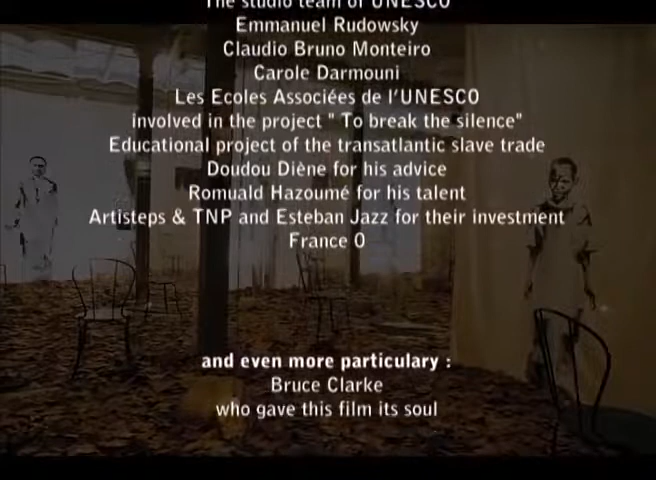 The studio team of UNESCO
Emmanuel Rudowsky
Claudio Bruno Monteiro
Carole Darmouni
Les Ecoles Associées de l'UNESCO
involved in the project " To break the silence"
Educational project of the transatlantic slave trade
Doudou Diène for his advice
Romuald Hazoumé for his talent
Artisteps & TNP and Esteban Jazz for their investment
France O
and even more particulary :
Bruce Clarke
who gave this film its soul